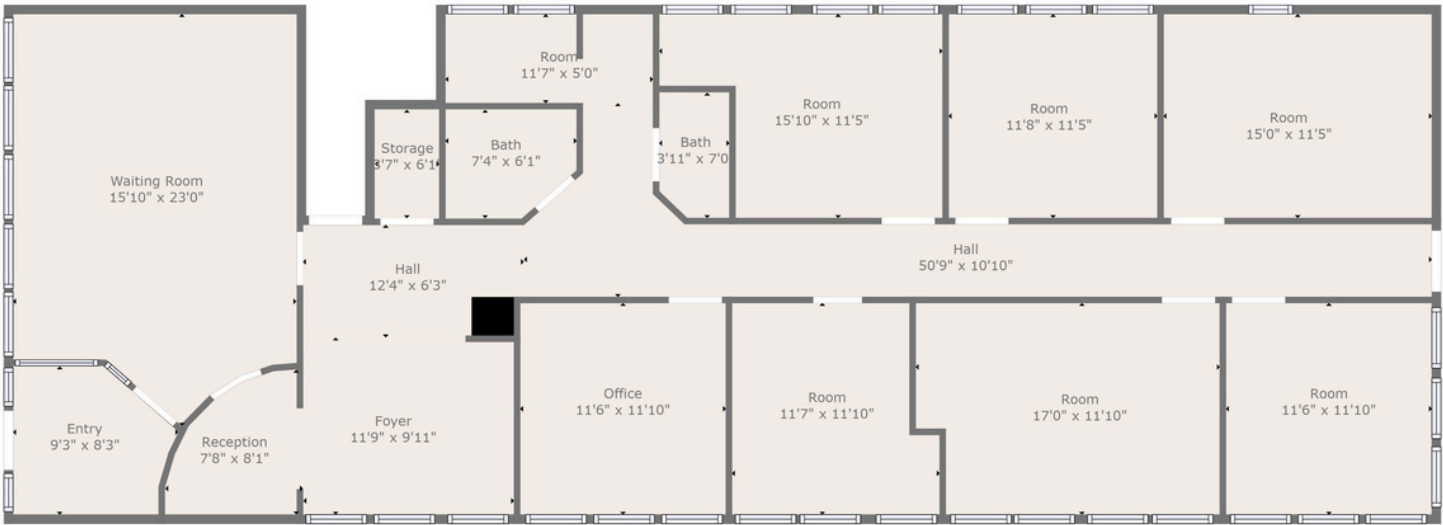 Room
11'7" x 5'0"
Room
15'10" x 11'5"
Room
11'8" x 11'5"
Room
15'0" x 11'5"
Storage
3'7" x 6'1"
Bath
7'4" x 6'1"
Bath
3'11" x 7'0
Waiting Room
15'10" x 23'0"
Hall
12'4" x 6'3"
Hall
50'9" x 10'10"
Entry
9'3" x 8'3"
Reception
7'8" x 8'1"
Foyer
11'9" x 9'11"
Office
11'6" x 11'10"
Room
11'7" x 11'10"
Room
17'0" x 11'10"
Room
11'6" x 11'10"